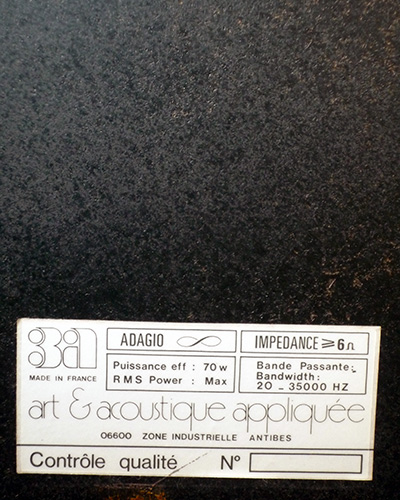 3a
MADE IN FRANCE
ADAGIO ∞
IMPEDANCE ⩾ 6 Ω
Puissance eff : 70 w
RMS Power : Max
Bande Passante:
Bandwidth:
20 _ 35000 HZ
art & acoustique appliquée
06600 ZONE INDUSTRIELLE ANTIBES
Contrôle qualité N°